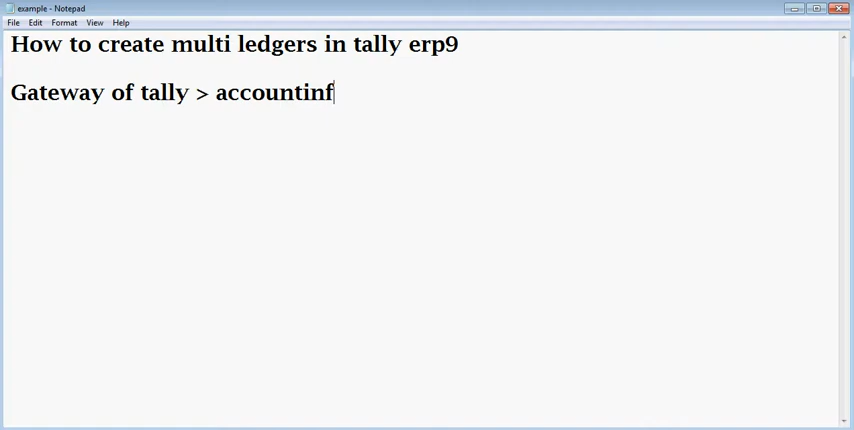 example - Notepad
File Edit Format View Help
How to create multi ledgers in tally erp9
Gateway of tally > accountinf